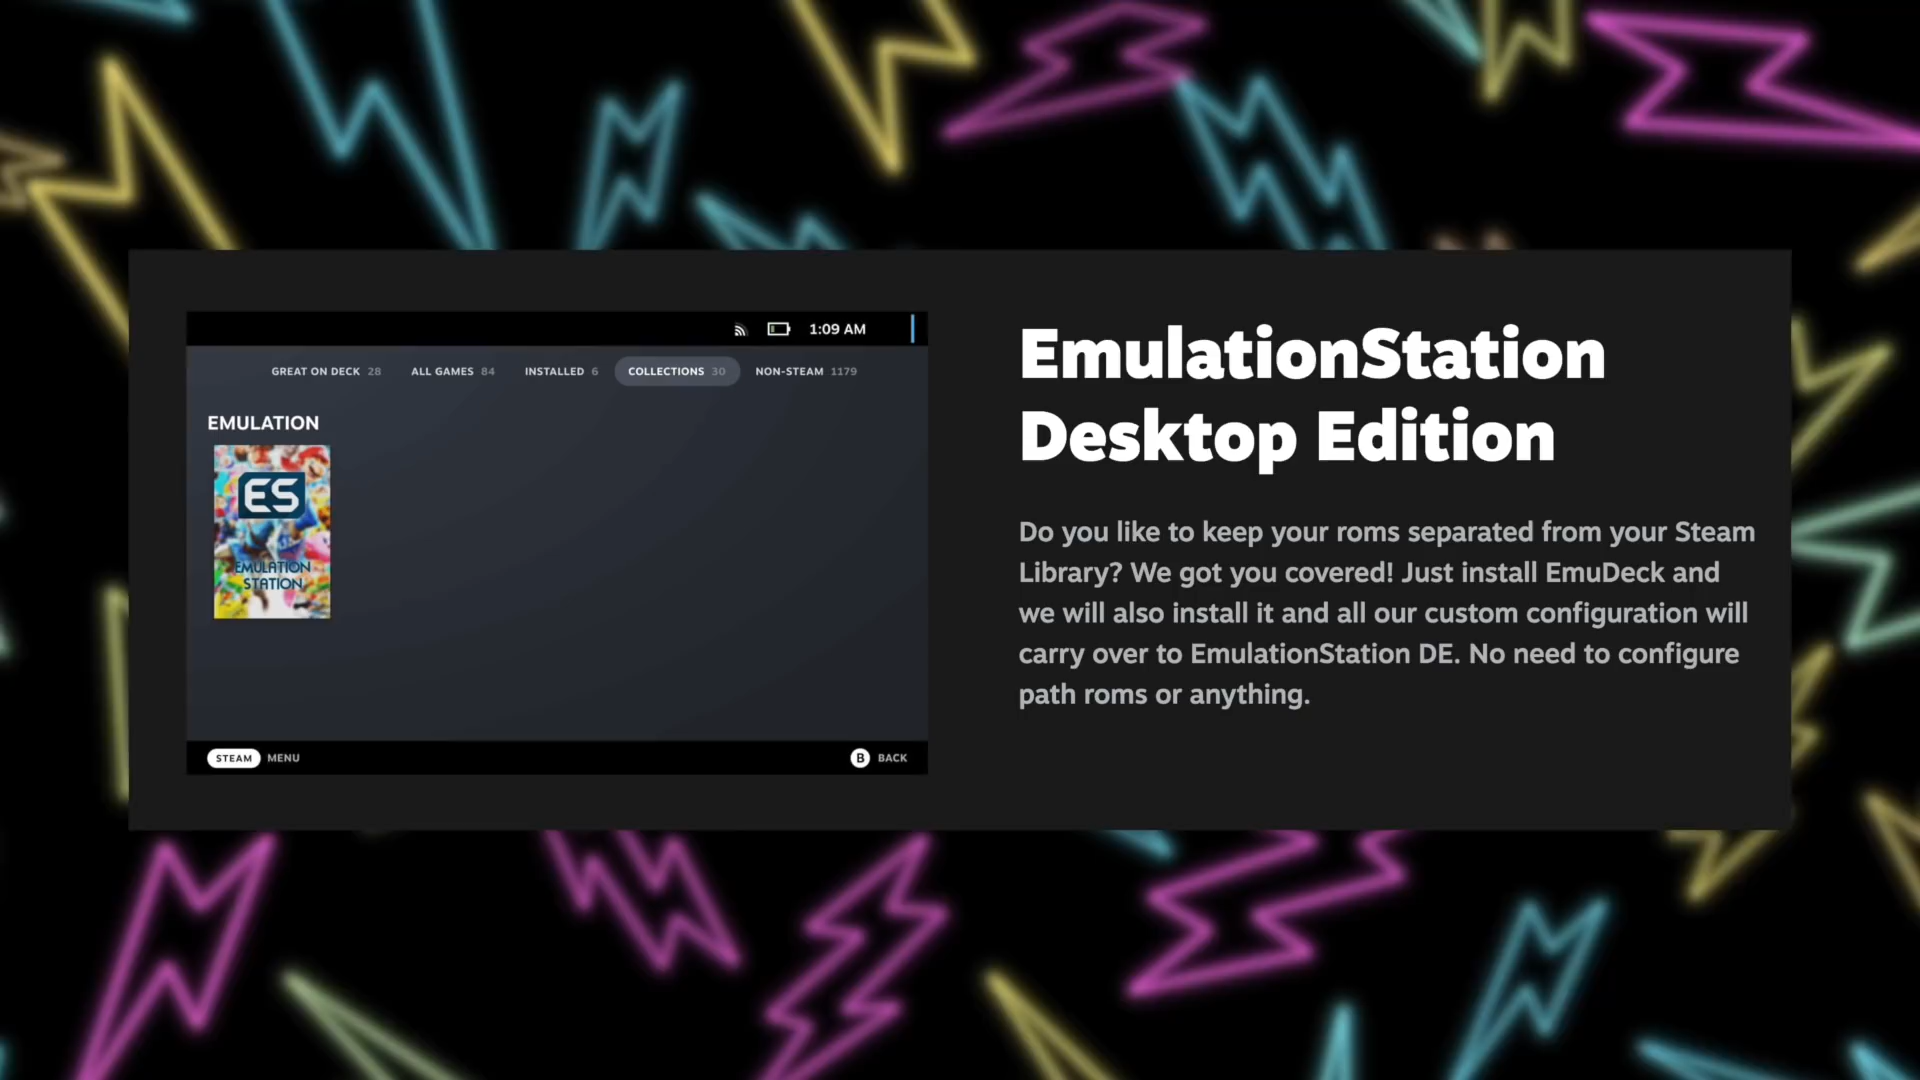 1:09 AM
GREAT ON DECK 28 ALL GAMES 84 INSTALLED 6 COLLECTIONS 30 NON-STEAM 1179
EMULATION
ES
EMULATION
STATION
STEAM MENU
B BACK
EmulationStation
Desktop Edition
Do you like to keep your roms separated from your Steam
Library? We got you covered! Just install EmuDeck and
we will also install it and all our custom configuration will
carry over to EmulationStation DE. No need to configure
path roms or anything.